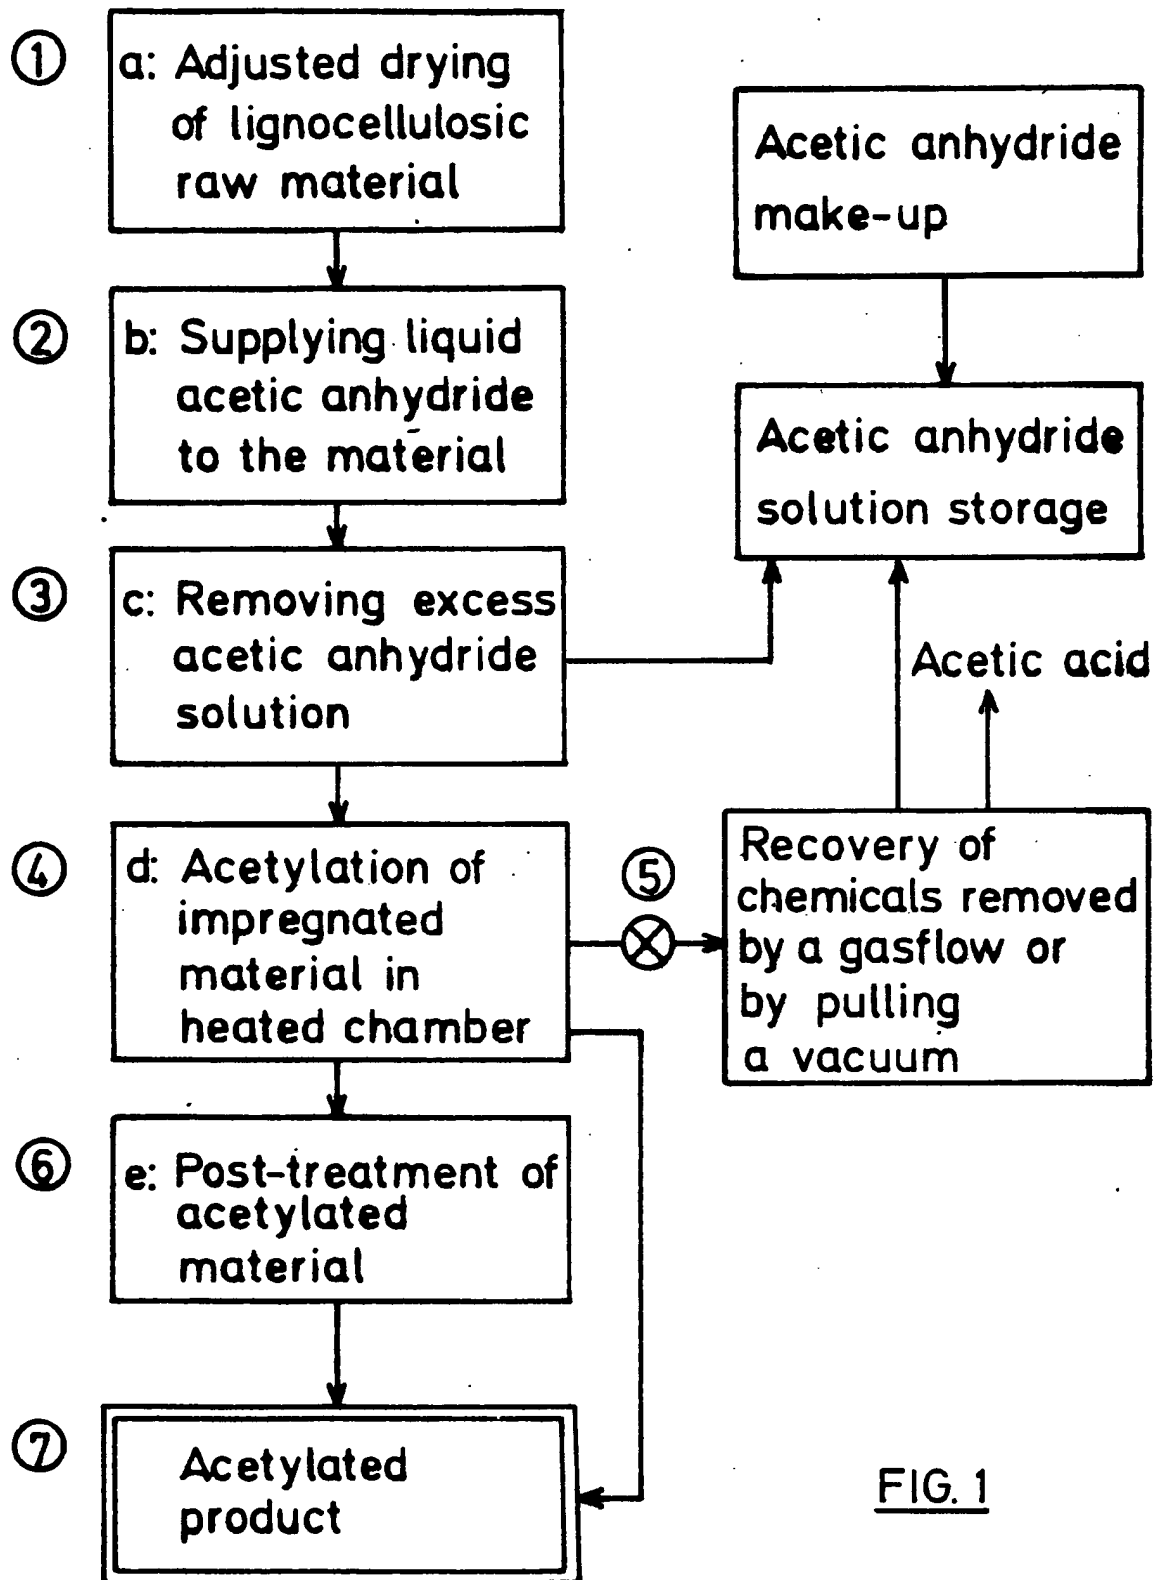 ①
a: Adjusted drying
of lignocellulosic
raw material
②
b: Supplying liquid
acetic anhydride
to the material
③
c: Removing excess
acetic anhydride
solution
④
d: Acetylation of
impregnated
material in
heated chamber
⑥
e: Post-treatment of
acetylated
material
⑦
Acetylated
product
Acetic anhydride
make-up
Acetic anhydride
solution storage
Acetic acid
⑤
Recovery of
chemicals removed
by a gasflow or
by pulling
a vacuum
FIG. 1